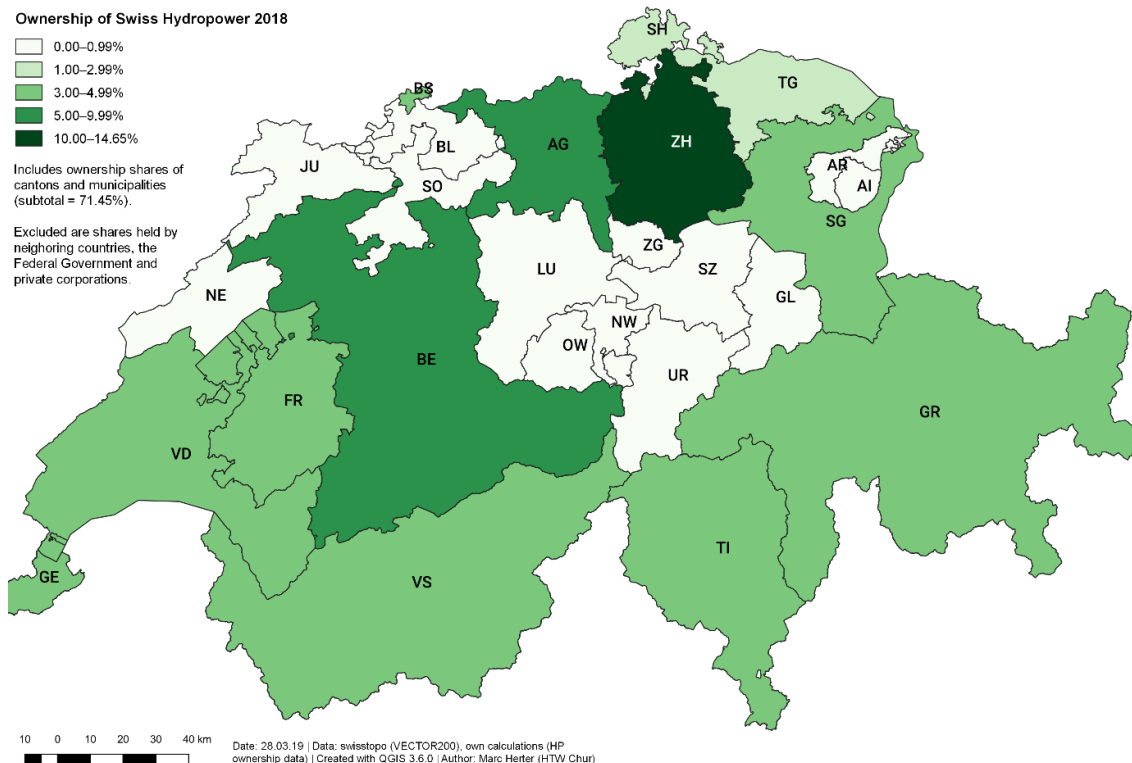 Ownership of Swiss Hydropower 2018
0.00–0.99%
1.00–2.99%
3.00–4.99%
5.00–9.99%
10.00–14.65%
Includes ownership shares of
cantons and municipalities
(subtotal = 71.45%).
Excluded are shares held by
neighboring countries, the
Federal Government and
private corporations.
SH
BS
TG
AG
ZH
BL
JU
SO
AR
AI
SG
ZG
LU
SZ
NE
GL
NW
OW
BE
UR
FR
GR
VD
TI
GE
VS
10 0 10 20 30 40 km
Date: 28.03.19 | Data: swisstopo (VECTOR200), own calculations (HP
ownership data) | Created with QGIS 3.6.0 | Author: Marc Herter (HTW Chur)